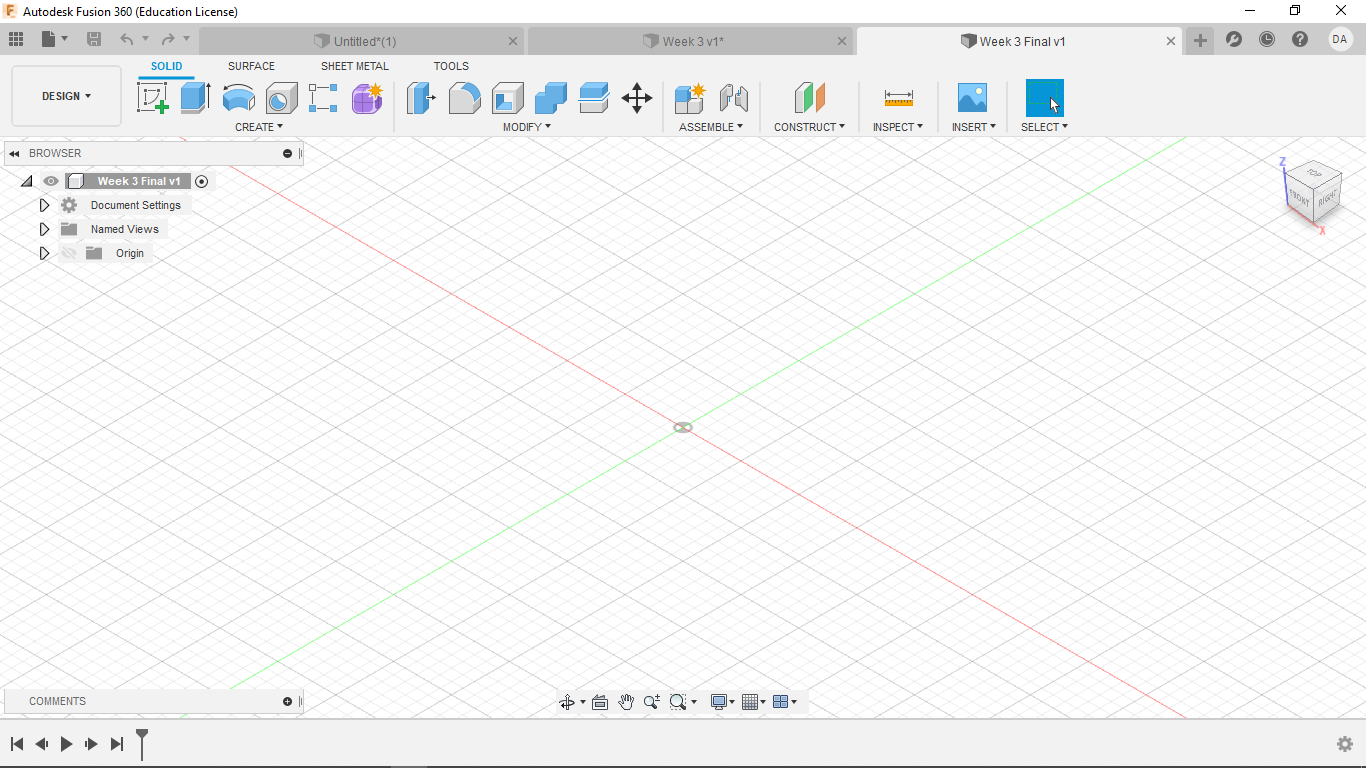 Autodesk Fusion 360 (Education License)
Untitled*(1)
Week 3 v1*
Week 3 Final v1
DA
DESIGN
SOLID
SURFACE
SHEET METAL
TOOLS
CREATE
MODIFY
ASSEMBLE
CONSTRUCT
INSPECT
INSERT
SELECT
BROWSER
Week 3 Final v1
Document Settings
Named Views
Origin
Z
TOP
FRONT
RIGHT
X
COMMENTS